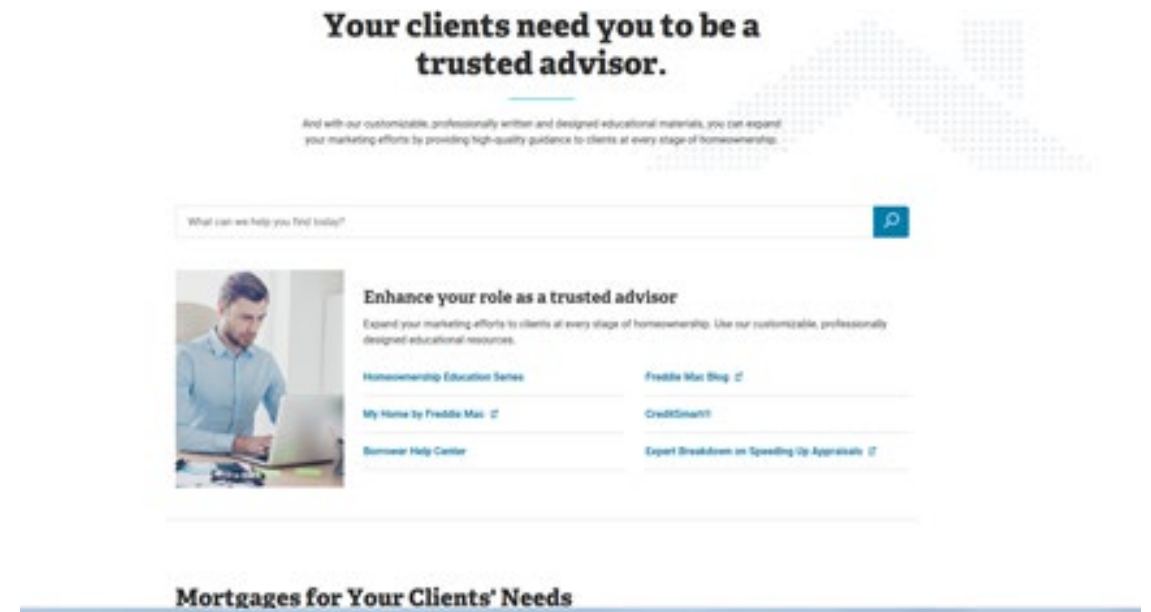 Your clients need you to be a
trusted advisor.
And with our customizable, professionally written and designed educational materials, you can expand
your marketing efforts by providing high-quality guidance to clients at every stage of homeownership.
What can we help you find today?
Enhance your role as a trusted advisor
Expand your marketing efforts to clients at every stage of homeownership. Use our customizable, professionally
designed educational resources.
Homeownership Education Series
Freddie Mac Blog
My Home by Freddie Mac
CreditSmart®
Borrower Help Center
Expert Breakdown on Speeding Up Appraisals
Mortgages for Your Clients' Needs